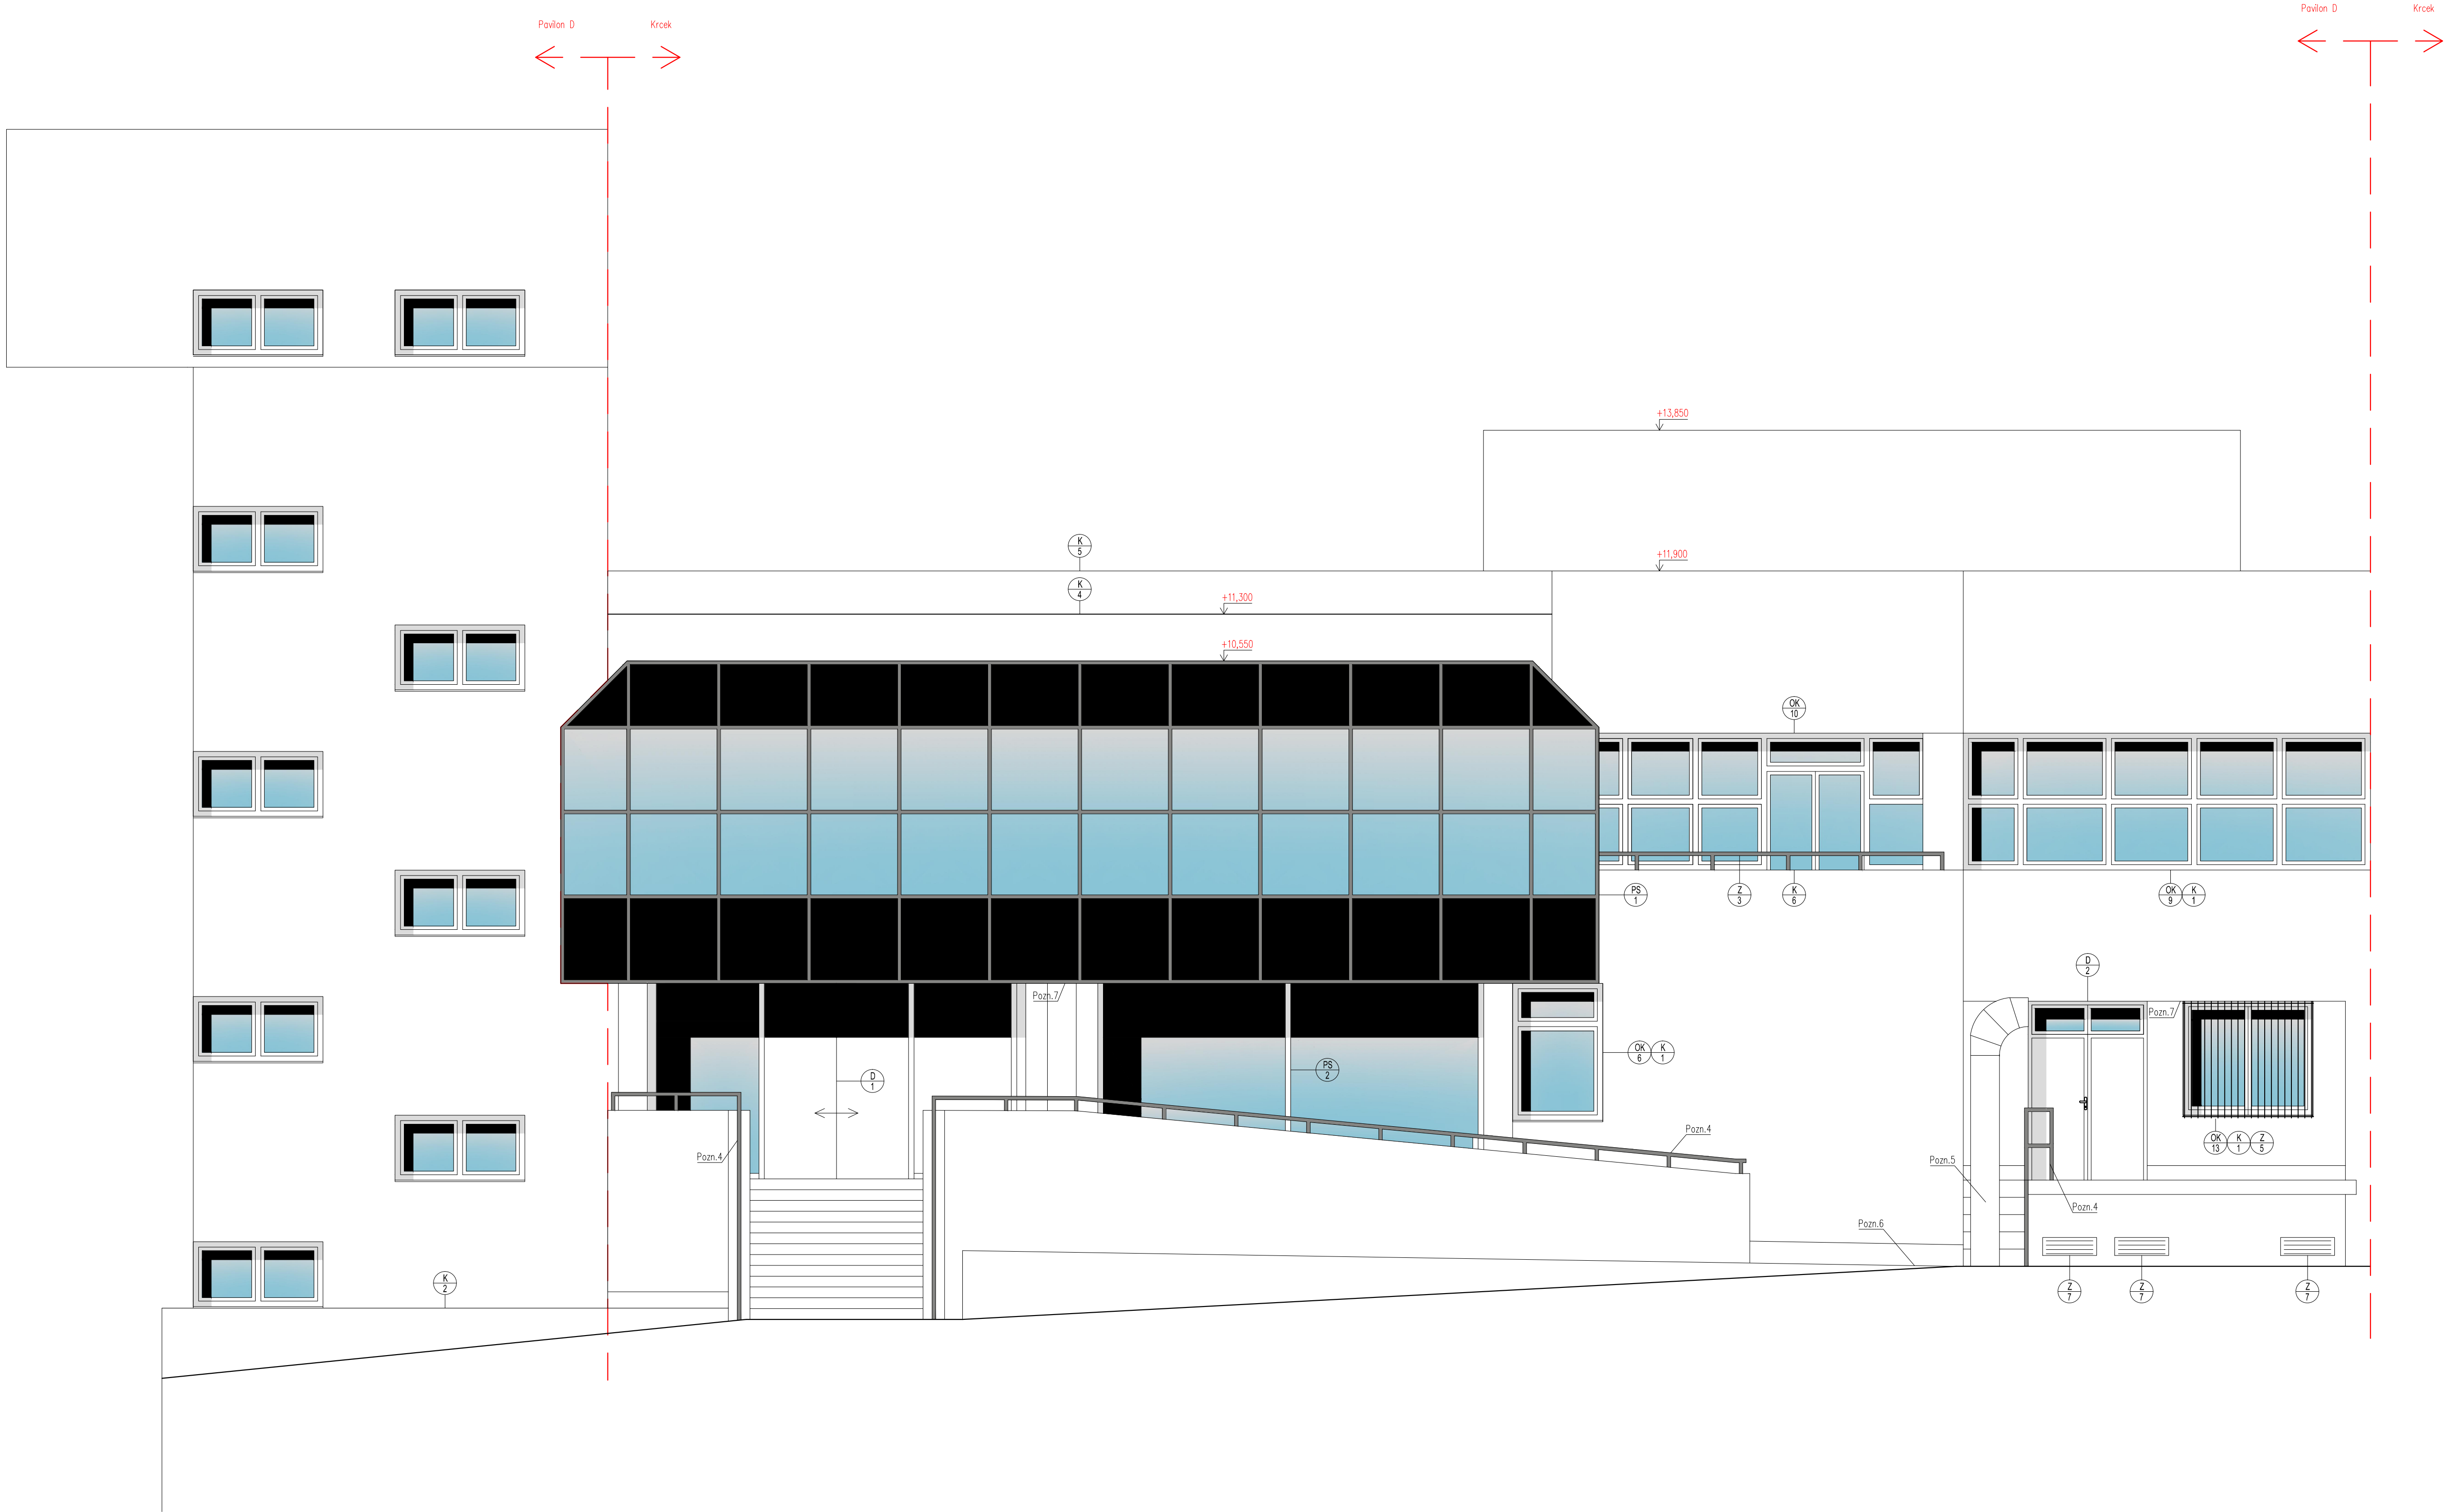 Pavilon D
Krcek
Pavilon D
Krcek
+13,850
K
5
+11,900
K
4
+11,300
+10,550
OK
10
PS
1
Z
3
K
6
OK
9
K
1
D
2
Pozn.7
Pozn.7
OK
6
K
1
PS
2
D
1
Pozn.4
Pozn.4
OK
13
K
1
Z
5
Pozn.5
Pozn.4
Pozn.6
K
2
Z
7
Z
7
Z
7